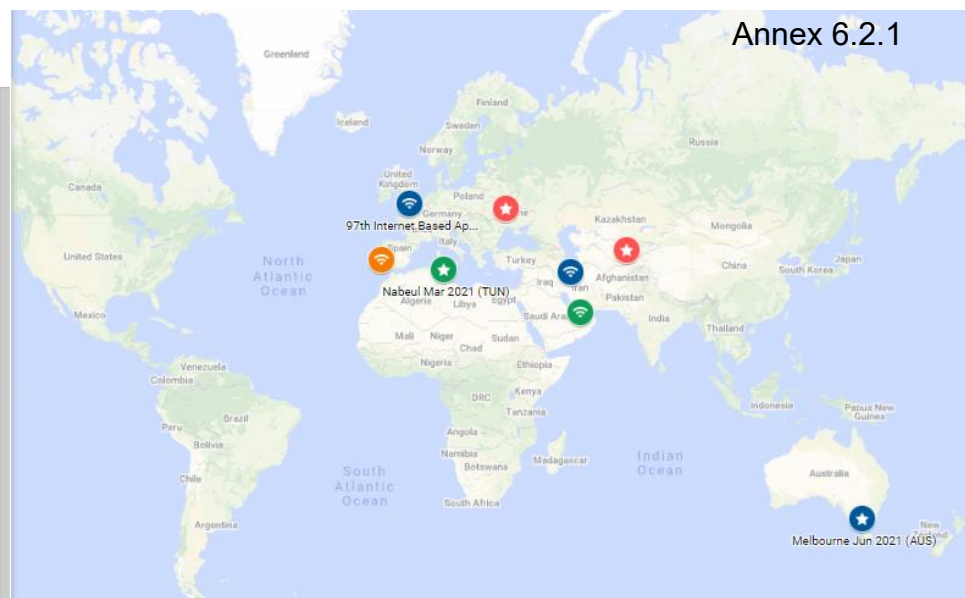 Annex 6.2.1
Greenland
Finland
Iceland
Sweden
Russia
Norway
United
Kingdom
Canada
Poland
Germany
Kazakhstan
Mongolia
97th Internet Based Ap...
Italy
Spain
United States
North
Atlantic
Ocean
Turkey
China
Japan
South Korea
Afghanistan
Iraq
Iran
Nabeul Mar 2021 (TUN)
Algeria
Libya
Egypt
Pakistan
Mexico
Saudi Ara
India
Mali
Niger
Sudan
Thailand
Chad
Nigeria
Ethiopia
Venezuela
Colombia
Kenya
DRC
Indonesia
Papua New
Guinea
Tanzania
Brazil
Peru
Angola
Bolivia
Namibia
Madagascar
Botswana
Indian
Ocean
South
Atlantic
Ocean
Chile
Australia
South Africa
Argentina
New
Zealand
Melbourne Jun 2021 (AUS)